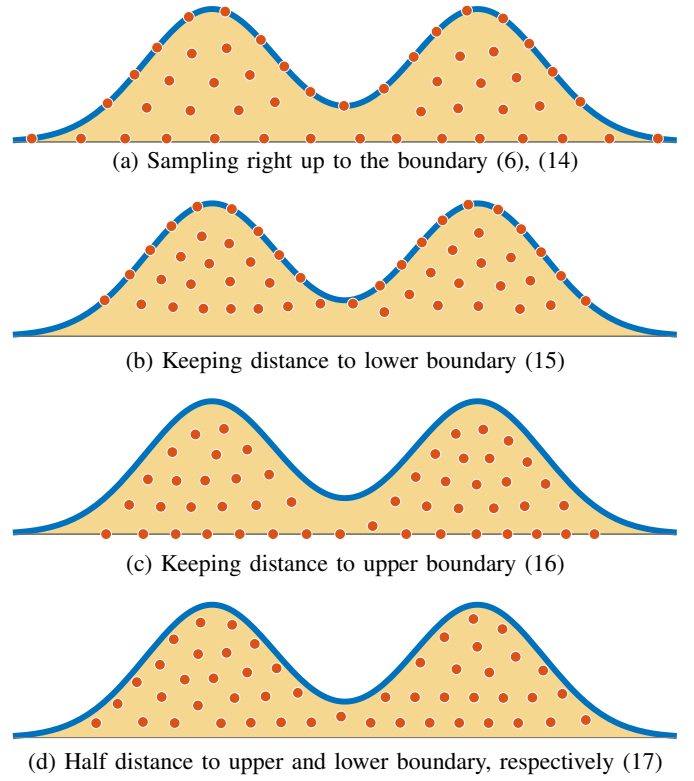 (a) Sampling right up to the boundary (6), (14)
(b) Keeping distance to lower boundary (15)
(c) Keeping distance to upper boundary (16)
(d) Half distance to upper and lower boundary, respectively (17)